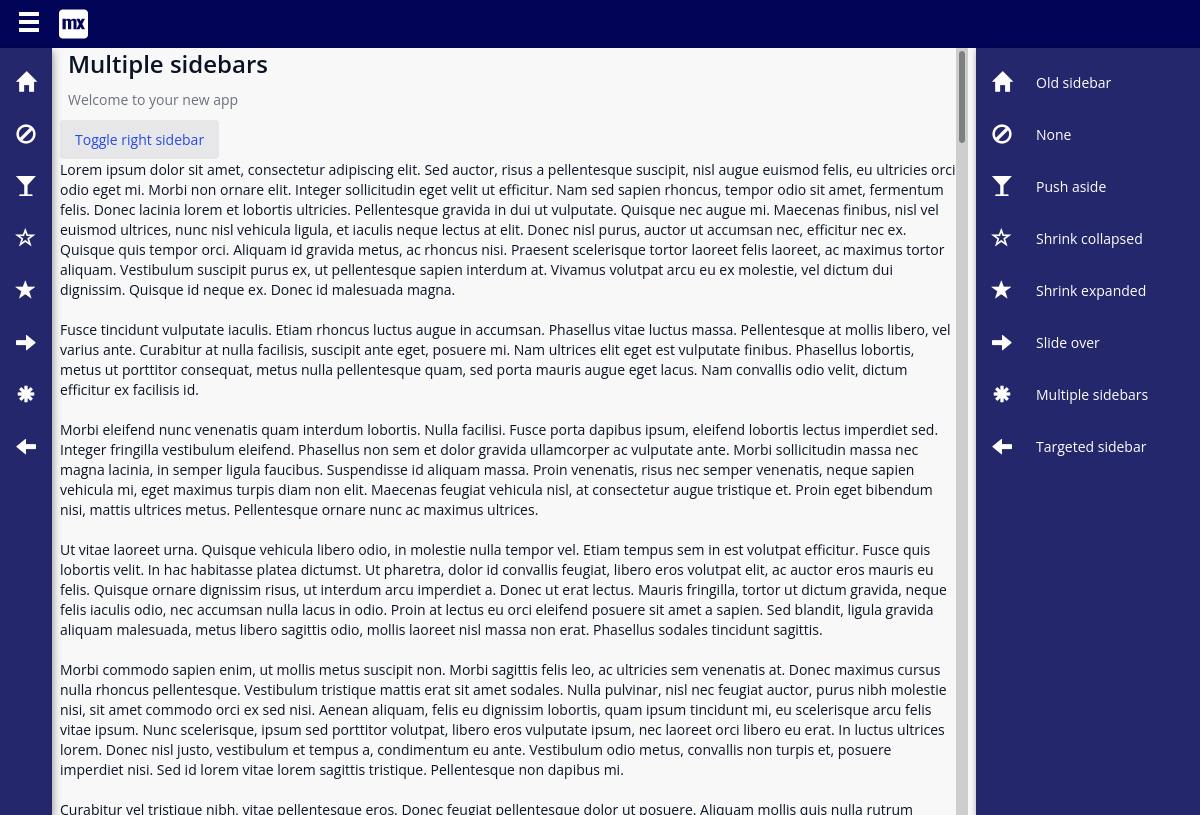 mx
Multiple sidebars
Welcome to your new app
Toggle right sidebar
Lorem ipsum dolor sit amet, consectetur adipiscing elit. Sed auctor, risus a pellentesque suscipit, nisl augue euismod felis, eu ultricies orci
odio eget mi. Morbi non ornare elit. Integer sollicitudin eget velit ut efficitur. Nam sed sapien rhoncus, tempor odio sit amet, fermentum
felis. Donec lacinia lorem et lobortis ultricies. Pellentesque gravida in dui ut vulputate. Quisque nec augue mi. Maecenas finibus, nisl vel
euismod ultrices, nunc nisl vehicula ligula, et iaculis neque lectus at elit. Donec nisl purus, auctor ut accumsan nec, efficitur nec ex.
Quisque quis tempor orci. Aliquam id gravida metus, ac rhoncus nisi. Praesent scelerisque tortor laoreet felis laoreet, ac maximus tortor
aliquam. Vestibulum suscipit purus ex, ut pellentesque sapien interdum at. Vivamus volutpat arcu eu ex molestie, vel dictum dui
dignissim. Quisque id neque ex. Donec id malesuada magna.
Fusce tincidunt vulputate iaculis. Etiam rhoncus luctus augue in accumsan. Phasellus vitae luctus massa. Pellentesque at mollis libero, vel
varius ante. Curabitur at nulla facilisis, suscipit ante eget, posuere mi. Nam ultrices elit eget est vulputate finibus. Phasellus lobortis,
metus ut porttitor consequat, metus nulla pellentesque quam, sed porta mauris augue eget lacus. Nam convallis odio velit, dictum
efficitur ex facilisis id.
Morbi eleifend nunc venenatis quam interdum lobortis. Nulla facilisi. Fusce porta dapibus ipsum, eleifend lobortis lectus imperdiet sed.
Integer fringilla vestibulum eleifend. Phasellus non sem et dolor gravida ullamcorper ac vulputate ante. Morbi sollicitudin massa nec
magna lacinia, in semper ligula faucibus. Suspendisse id aliquam massa. Proin venenatis, risus nec semper venenatis, neque sapien
vehicula mi, eget maximus turpis diam non elit. Maecenas feugiat vehicula nisl, at consectetur augue tristique et. Proin eget bibendum
nisi, mattis ultrices metus. Pellentesque ornare nunc ac maximus ultrices.
Ut vitae laoreet urna. Quisque vehicula libero odio, in molestie nulla tempor vel. Etiam tempus sem in est volutpat efficitur. Fusce quis
lobortis velit. In hac habitasse platea dictumst. Ut pharetra, dolor id convallis feugiat, libero eros volutpat elit, ac auctor eros mauris eu
felis. Quisque ornare dignissim risus, ut interdum arcu imperdiet a. Donec ut erat lectus. Mauris fringilla, tortor ut dictum gravida, neque
felis iaculis odio, nec accumsan nulla lacus in odio. Proin at lectus eu orci eleifend posuere sit amet a sapien. Sed blandit, ligula gravida
aliquam malesuada, metus libero sagittis odio, mollis laoreet nisl massa non erat. Phasellus sodales tincidunt sagittis.
Morbi commodo sapien enim, ut mollis metus suscipit non. Morbi sagittis felis leo, ac ultricies sem venenatis at. Donec maximus cursus
nulla rhoncus pellentesque. Vestibulum tristique mattis erat sit amet sodales. Nulla pulvinar, nisl nec feugiat auctor, purus nibh molestie
nisi, sit amet commodo orci ex sed nisi. Aenean aliquam, felis eu dignissim lobortis, quam ipsum tincidunt mi, eu scelerisque arcu felis
vitae ipsum. Nunc scelerisque, ipsum sed porttitor volutpat, libero eros vulputate ipsum, nec laoreet orci libero eu erat. In luctus ultrices
lorem. Donec nisl justo, vestibulum et tempus a, condimentum eu ante. Vestibulum odio metus, convallis non turpis et, posuere
imperdiet nisi. Sed id lorem vitae lorem sagittis tristique. Pellentesque non dapibus mi.
Curabitur vel tristique nibh, vitae pellentesque eros. Donec feugiat pellentesque dolor ut posuere. Aliquam mollis quis nulla rutrum
Old sidebar
None
Push aside
Shrink collapsed
Shrink expanded
Slide over
Multiple sidebars
Targeted sidebar